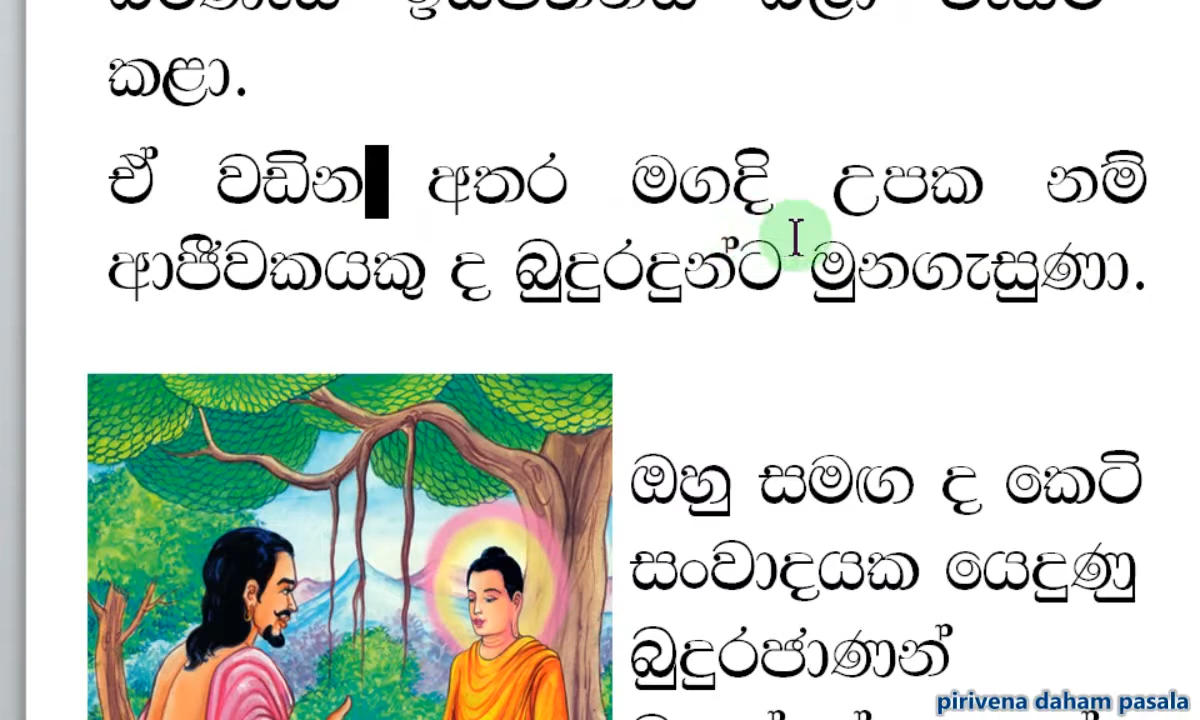 කළා.
ඒ වඩින අතර මගදි උපක නම්
ආජීවකයකු ද බුදුරදුන්ට මුනගැසුණා.
ඔහු සමඟ ද කෙටි
සංවාදයක යෙදුණු
බුදුරජාණන්
pirivena daham pasala